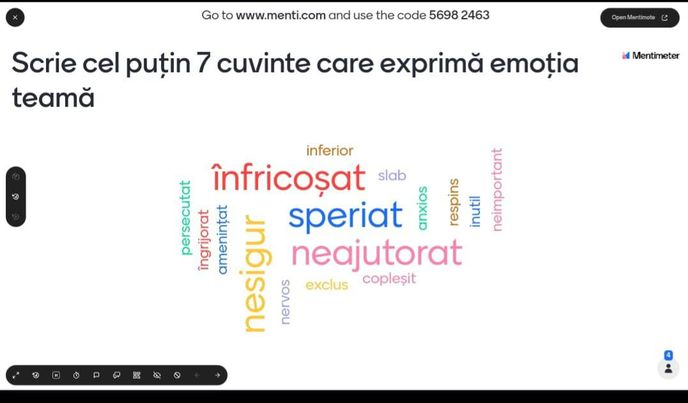 Go to www.menti.com and use the code 5698 2463
Open Mentimote
Scrie cel puțin 7 cuvinte care exprimă emoția
teamă
Mentimeter
inferior
înfricoșat
slab
persecutat
îngrijorat
amenințat
speriat
anxios
respins
inutil
neimportant
nesigur
neajutorat
nervos
exclus
copleșit
4